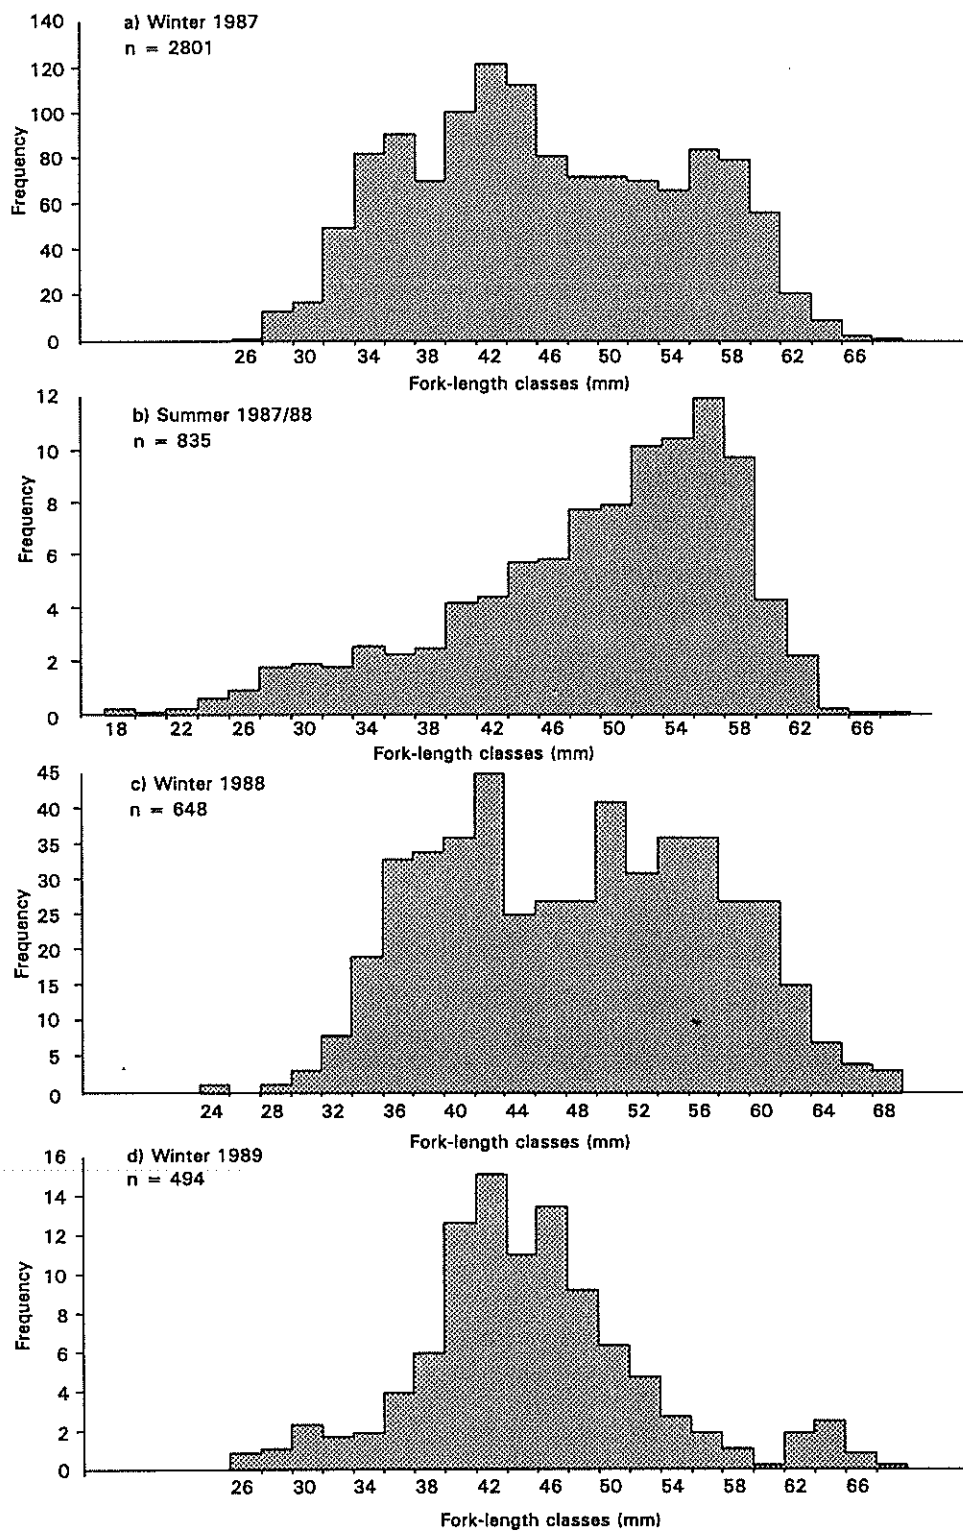 a) Winter 1987
n = 2801
140
120
100
80
60
40
20
0
Frequency
26 30 34 38 42 46 50 54 58 62 66
Fork-length classes (mm)
b) Summer 1987/88
n = 835
12
10
8
6
4
2
0
Frequency
18 22 26 30 34 38 42 46 50 54 58 62 66
Fork-length classes (mm)
c) Winter 1988
n = 648
45
40
35
30
25
20
15
10
5
0
Frequency
24 28 32 36 40 44 48 52 56 60 64 68
Fork-length classes (mm)
d) Winter 1989
n = 494
16
14
12
10
8
6
4
2
0
Frequency
26 30 34 38 42 46 50 54 58 62 66
Fork-length classes (mm)